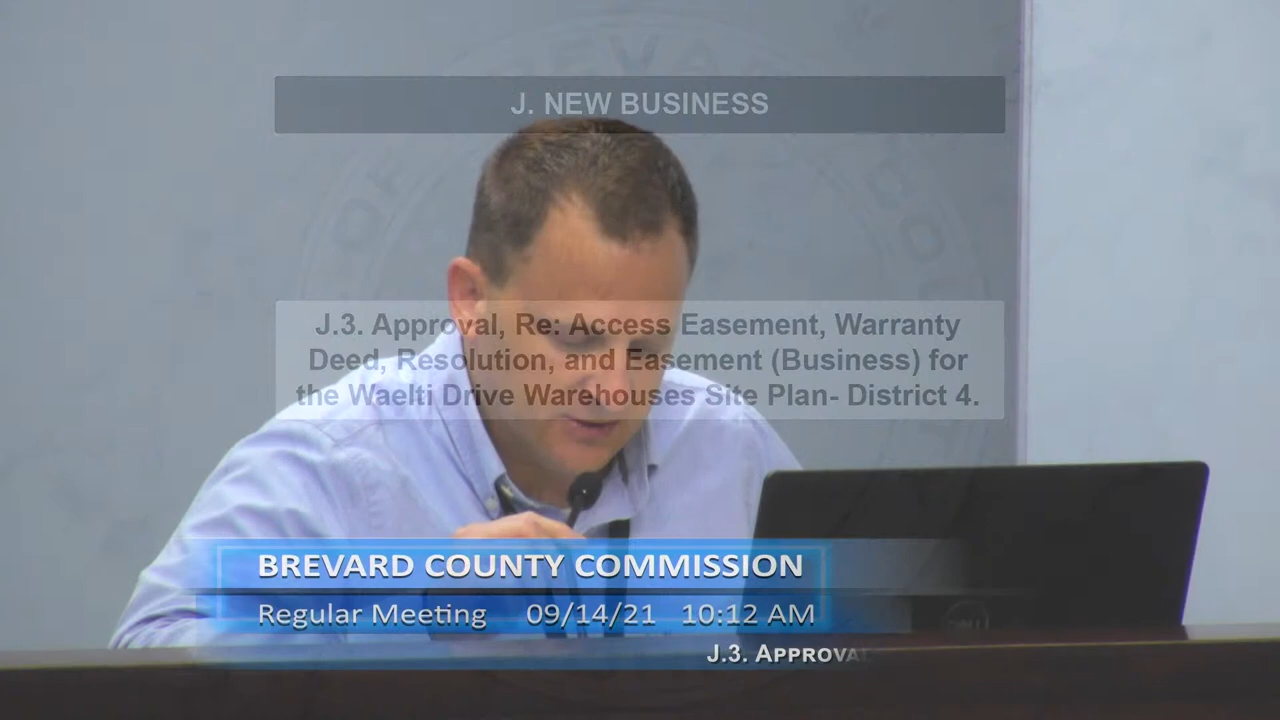 J. NEW BUSINESS
J.3. Approval, Re: Access Easement, Warranty
Deed, Resolution, and Easement (Business) for
the Waelti Drive Warehouses Site Plan- District 4.
BREVARD COUNTY COMMISSION
Regular Meeting 09/14/21 10:12 AM
J.3. APPROVA